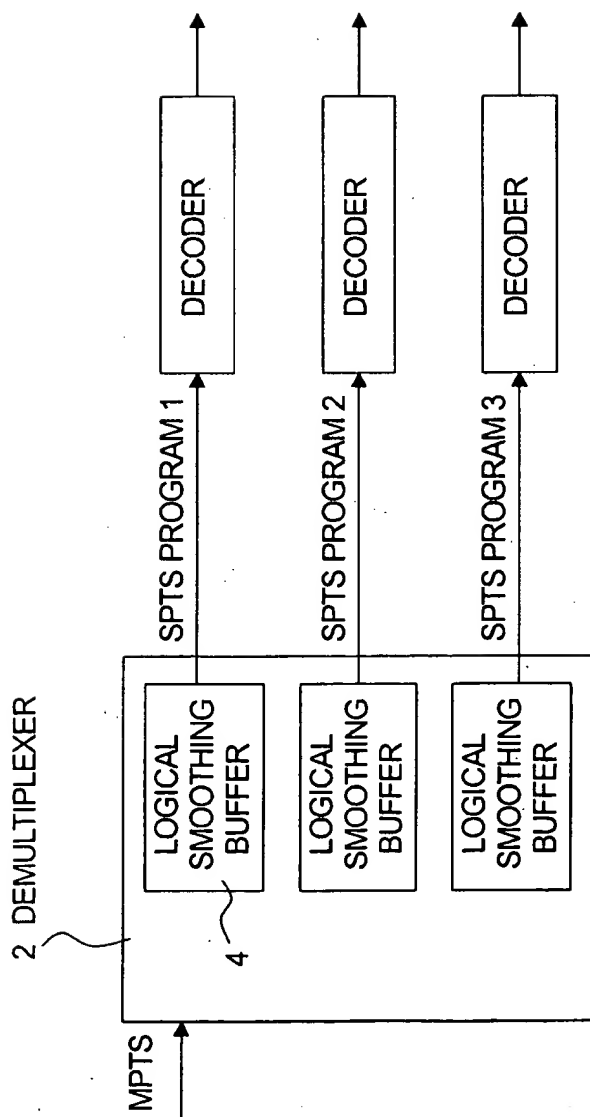 2 DEMULTIPLEXER
MPTS
LOGICAL
SMOOTHING
BUFFER
4
SPTS PROGRAM 1
DECODER
LOGICAL
SMOOTHING
BUFFER
SPTS PROGRAM 2
DECODER
LOGICAL
SMOOTHING
BUFFER
SPTS PROGRAM 3
DECODER